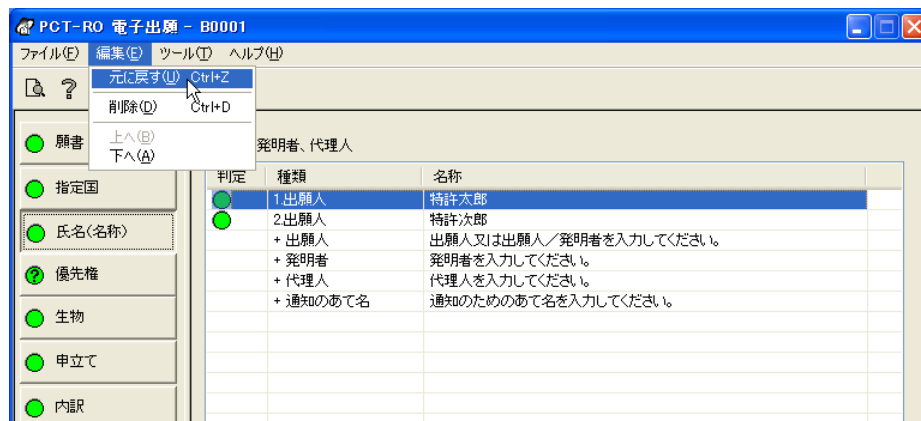 PCT-RO 電子出願 - B0001
ファイル(F) 編集(E) ツール(T) ヘルプ(H)
元に戻す(U) Ctrl+Z
削除(D) Ctrl+D
上へ(B)
下へ(A)
願書
発明者、代理人
判定 種類 名称
指定国
1.出願人 特許太郎
2.出願人 特許次郎
氏名(名称)
+ 出願人 出願人又は出願人/発明者を入力してください。
+ 発明者 発明者を入力してください。
優先権
+ 代理人 代理人を入力してください。
+ 通知のあて名 通知のためのあて名を入力してください。
生物
申立て
内訳